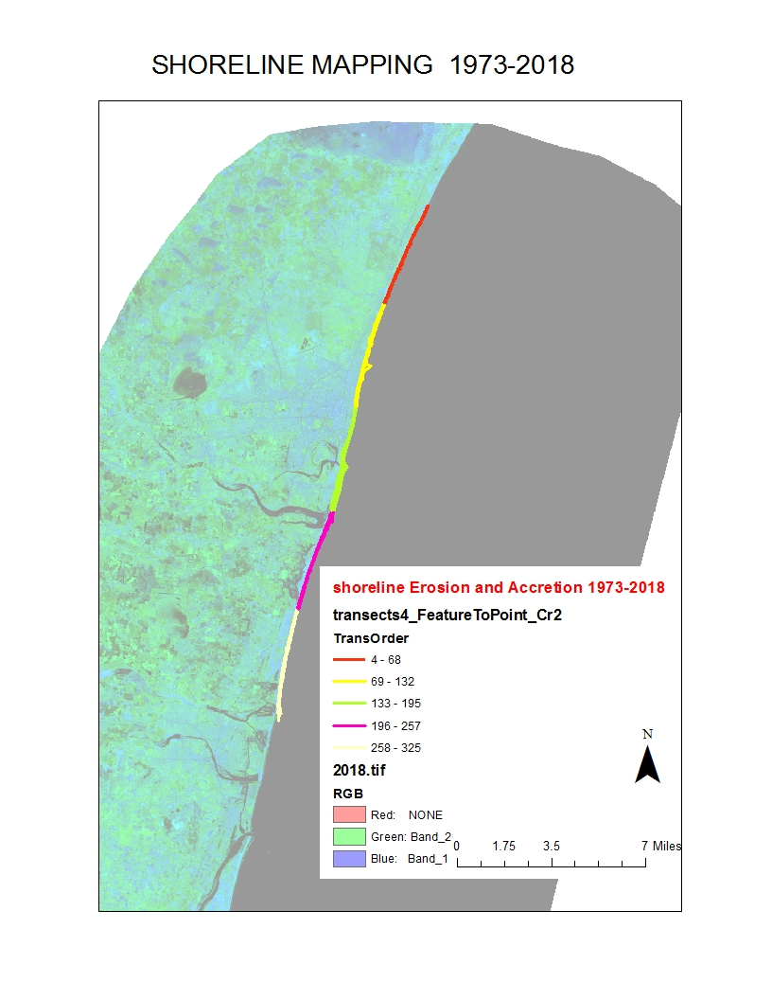 SHORELINE MAPPING  1973-2018
shoreline Erosion and Accretion 1973-2018
transects4_FeatureToPoint_Cr2
TransOrder
4 - 68
69 - 132
133 - 195
196 - 257
258 - 325
N
2018.tif
RGB
Red: NONE
Green: Band_2
Blue: Band_1
0 1.75 3.5 7 Miles